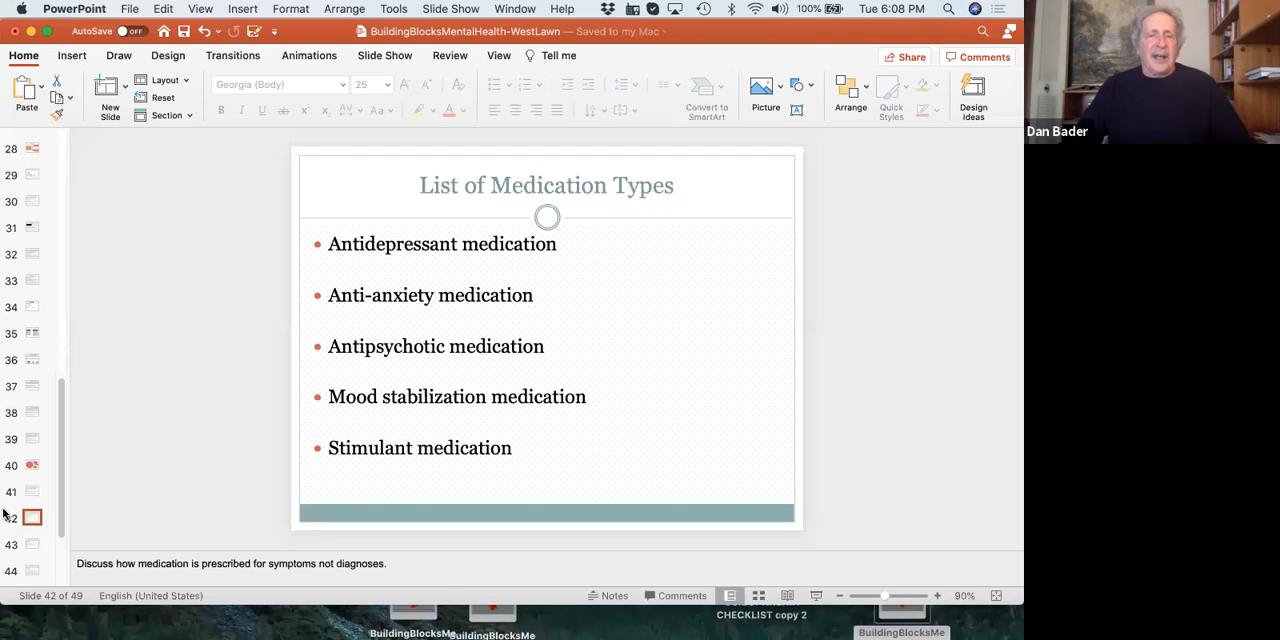 PowerPoint File Edit View Insert Format Arrange Tools Slide Show Window Help 100% Tue 6:08 PM
AutoSave OFF BuildingBlocksMentalHealth-WestLawn — Saved to my Mac
Home Insert Draw Design Transitions Animations Slide Show Review View Tell me Share Comments
Paste
New Slide
Layout
Reset
Section
Georgia (Body) 25
Convert to SmartArt
Picture
Arrange
Quick Styles
Design Ideas
Dan Bader
28
29
30
31
32
33
34
35
36
37
38
39
40
41
42
43
44
List of Medication Types
• Antidepressant medication
• Anti-anxiety medication
• Antipsychotic medication
• Mood stabilization medication
• Stimulant medication
Discuss how medication is prescribed for symptoms not diagnoses.
Slide 42 of 49 English (United States) Notes Comments 90%
CHECKLIST copy 2
BuildingBlocksMe
BuildingBlocksMe
BuildingBlocksMe